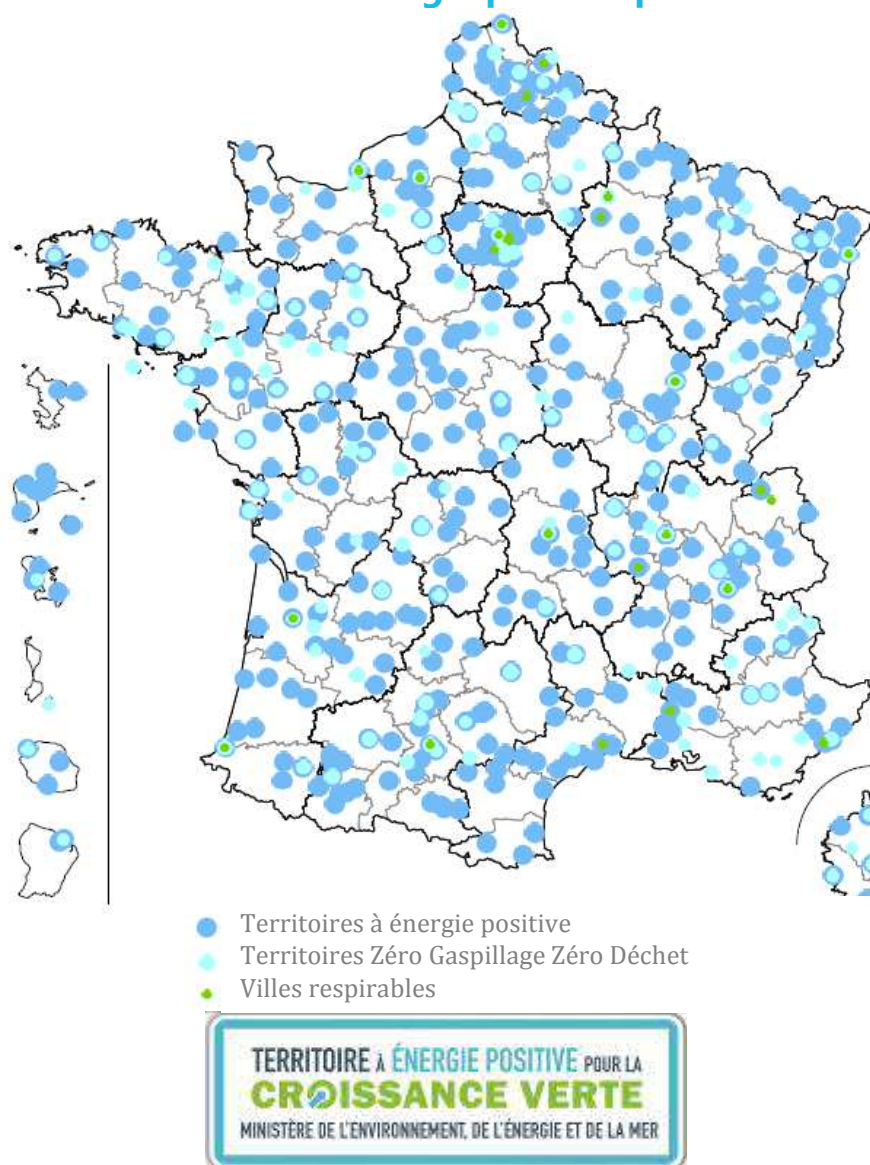 Territoires à énergie positive
Territoires Zéro Gaspillage Zéro Déchet
Villes respirables
TERRITOIRE À ÉNERGIE POSITIVE POUR LA
CROISSANCE VERTE
MINISTÈRE DE L'ENVIRONNEMENT, DE L'ÉNERGIE ET DE LA MER